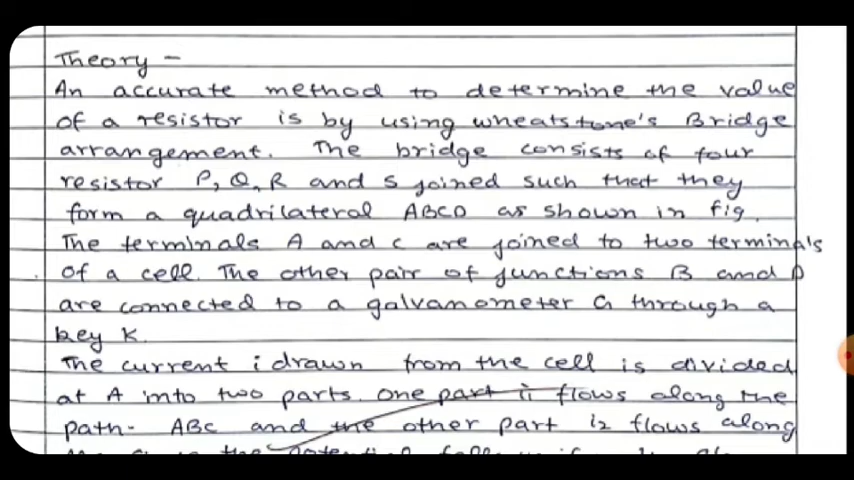 Theory -
An accurate method to determine the value
of a resistor is by using wheatstone's Bridge
arrangement. The bridge consists of four
resistor P, Q, R and S joined such that they
form a quadrilateral ABCD as shown in fig.
The terminals A and C are joined to two terminals
of a cell. The other pair of junctions B and D
are connected to a galvanometer G through a
key K.
The current i drawn from the cell is divided
at A into two parts. One part i1 flows along the
path- ABC and the other part i2 flows along
the